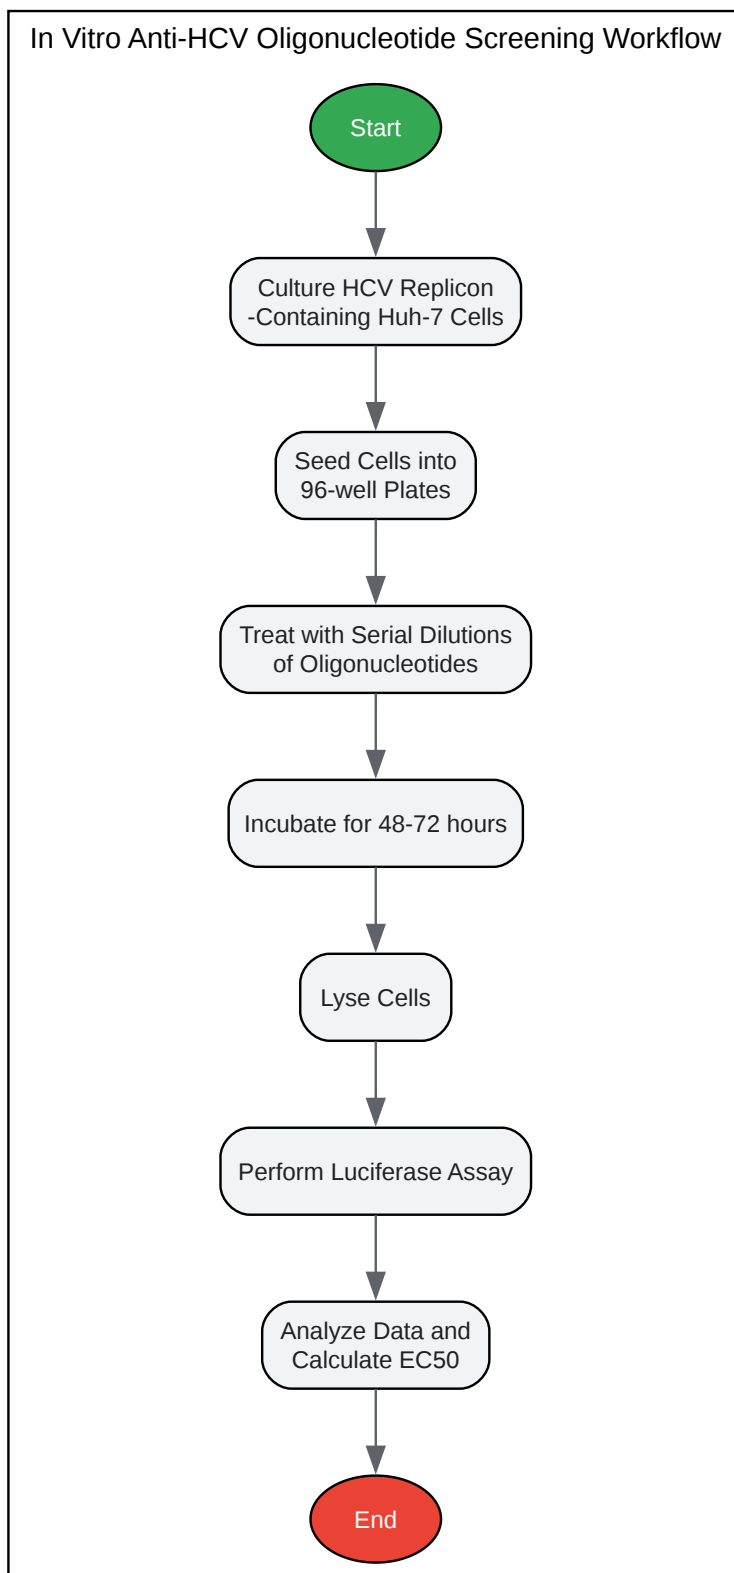 In Vitro Anti-HCV Oligonucleotide Screening Workflow
Start
Culture HCV Replicon
-Containing Huh-7 Cells
Seed Cells into
96-well Plates
Treat with Serial Dilutions
of Oligonucleotides
Incubate for 48-72 hours
Lyse Cells
Perform Luciferase Assay
Analyze Data and
Calculate EC50
End